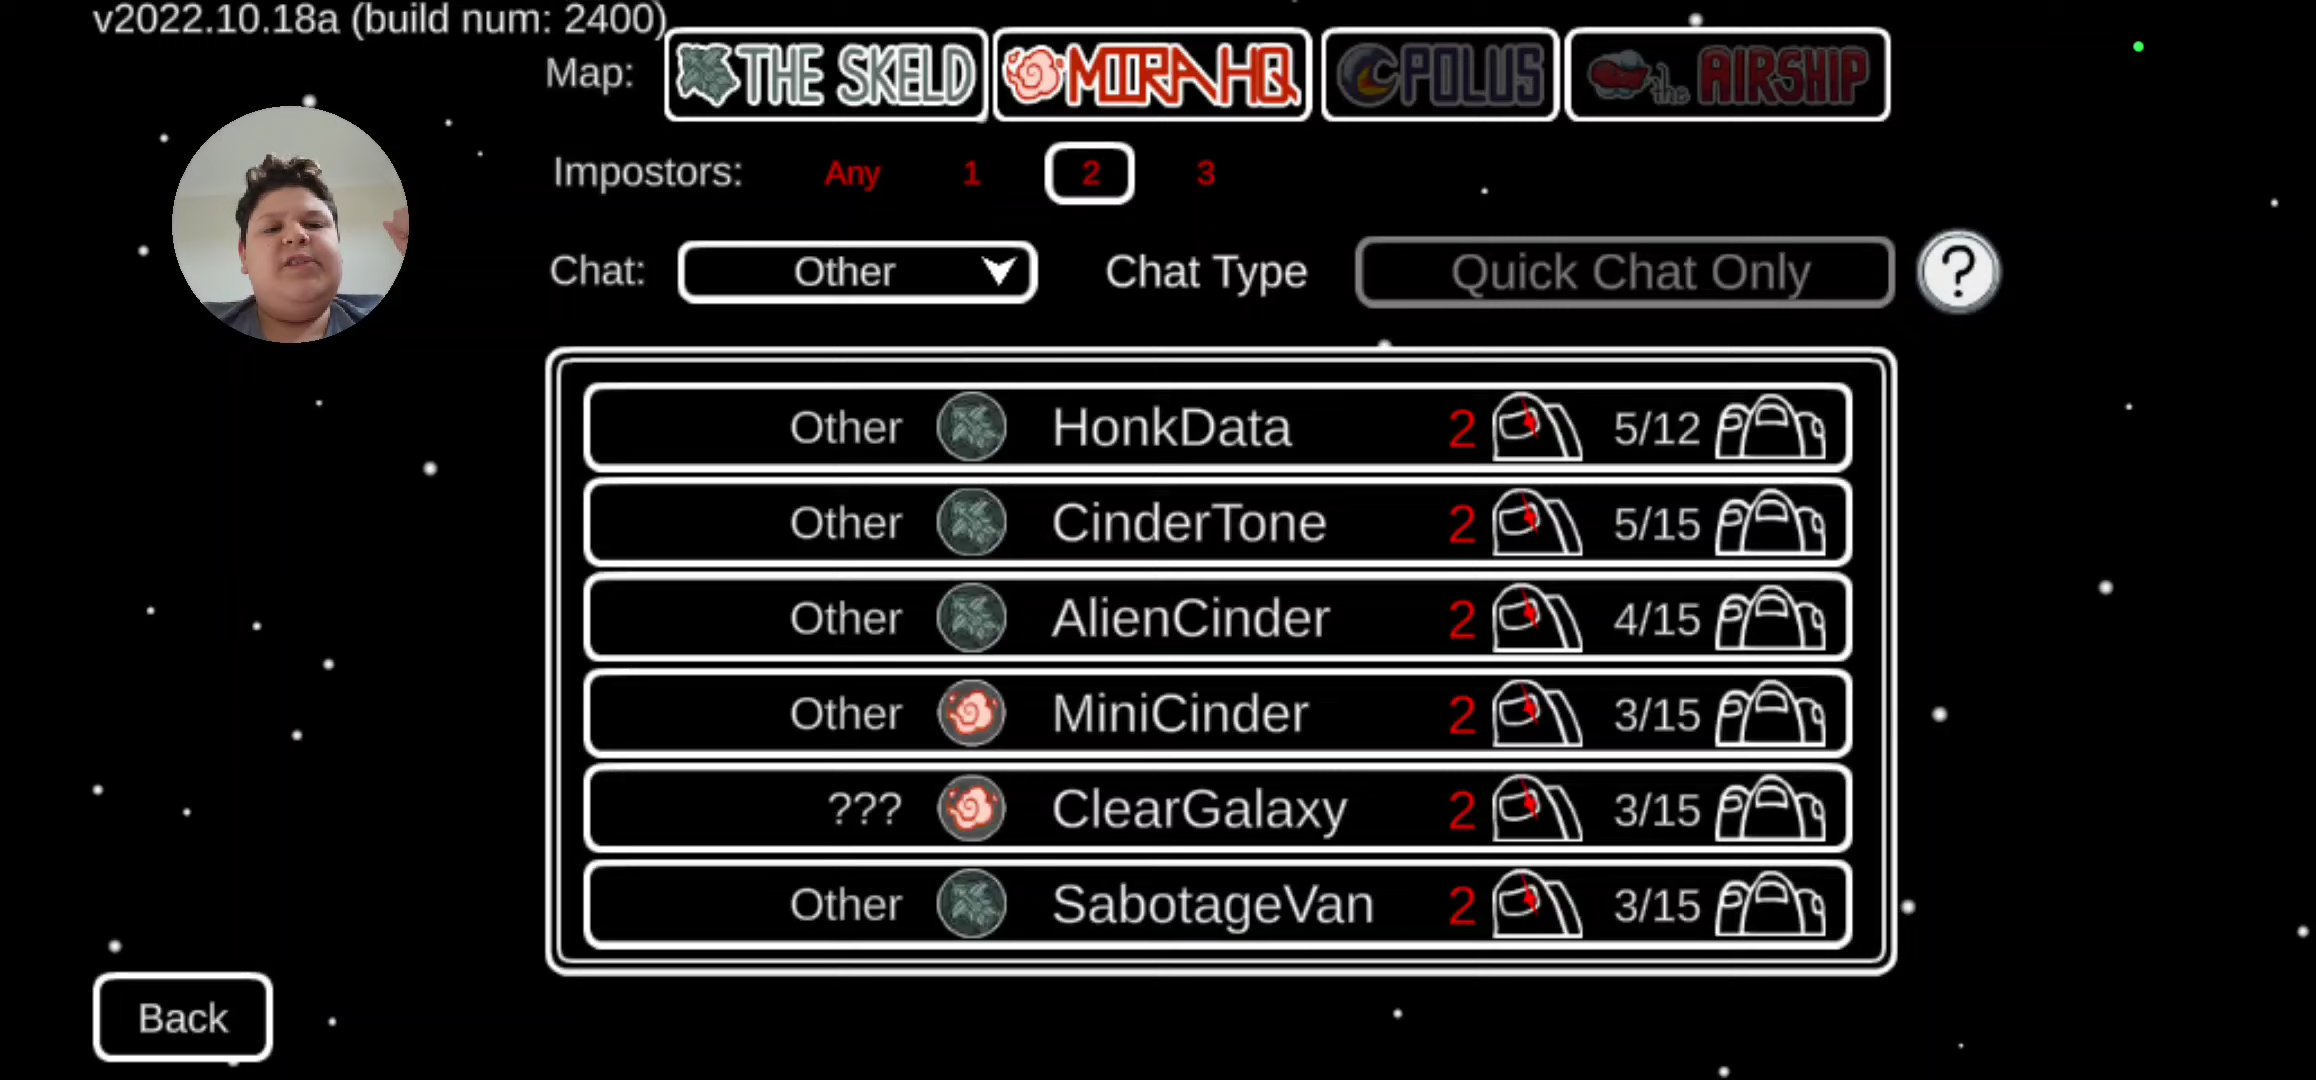 v2022.10.18a (build num: 2400)
Map: THE SKELD MIRA HQ POLUS the AIRSHIP
Impostors: Any 1 2 3
Chat: Other Chat Type Quick Chat Only ?
Other HonkData 2 5/12
Other CinderTone 2 5/15
Other AlienCinder 2 4/15
Other MiniCinder 2 3/15
??? ClearGalaxy 2 3/15
Other SabotageVan 2 3/15
Back